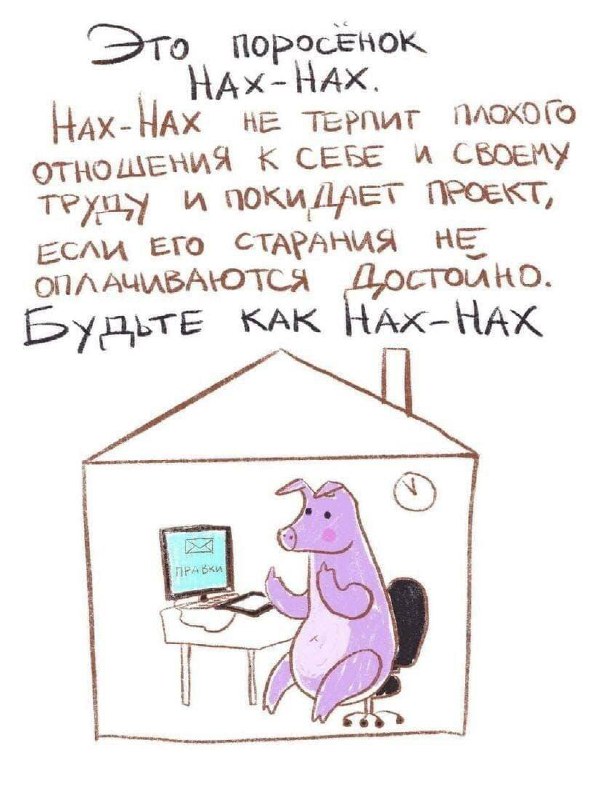 Это поросёнок
Нах-Нах.
Нах-Нах не терпит плохого
отношения к себе и своему
труду и покидает проект,
если его старания не
оплачиваются достойно.
Будьте как Нах-Нах
правки